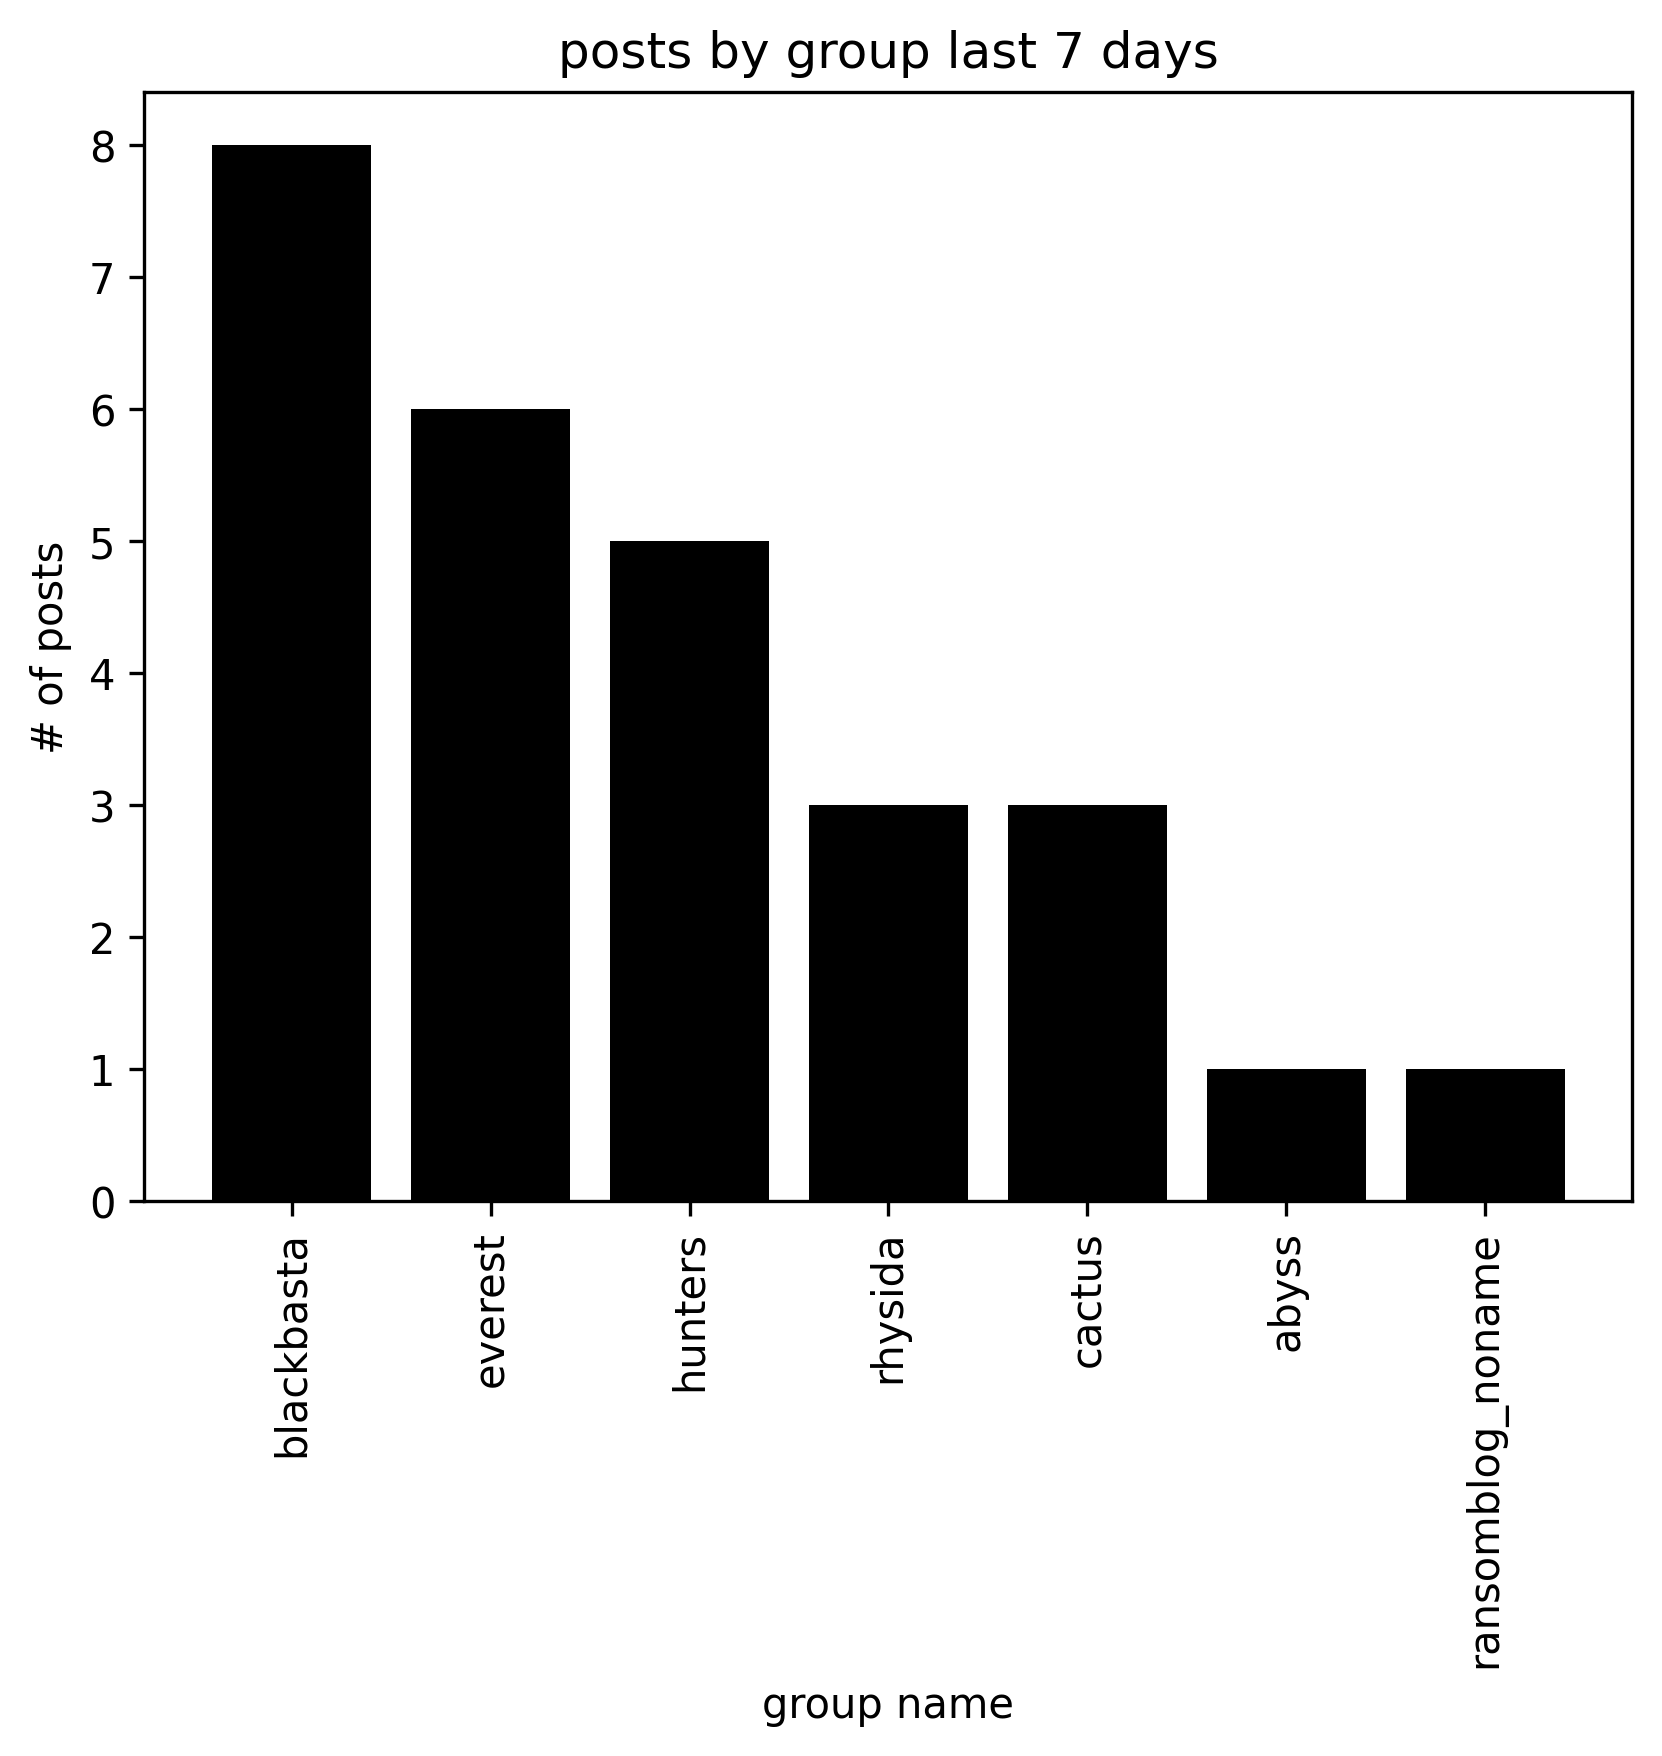 posts by group last 7 days
# of posts
8
7
6
5
4
3
2
1
0
blackbasta
everest
hunters
rhysida
cactus
abyss
ransomblog_noname
group name